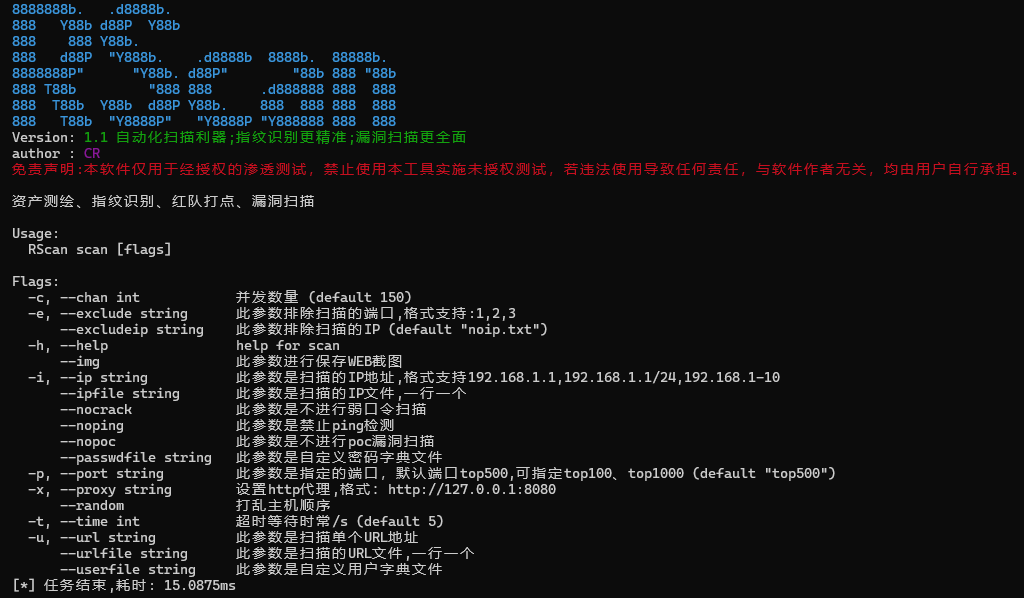 8888888b.   .d8888b.
888   Y88b d88P  Y88b
888    888 Y88b.
888   d88P  "Y888b.    .d8888b  8888b.  88888b.
8888888P"      "Y88b. d88P"        "88b 888 "88b
888 T88b         "888 888      .d888888 888  888
888  T88b  Y88b  d88P Y88b.    888  888 888  888
888   T88b  "Y8888P"   "Y8888P "Y888888 888  888
Version: 1.1 自动化扫描利器;指纹识别更精准;漏洞扫描更全面
author : CR
免责声明:本软件仅用于经授权的渗透测试，禁止使用本工具实施未授权测试，若违法使用导致任何责任，与软件作者无关，均由用户自行承担。
资产测绘、指纹识别、红队打点、漏洞扫描
Usage:
  RScan scan [flags]
Flags:
  -c, --chan int            并发数量 (default 150)
  -e, --exclude string      此参数排除扫描的端口,格式支持:1,2,3
      --excludeip string    此参数排除扫描的IP (default "noip.txt")
  -h, --help                help for scan
      --img                 此参数进行保存WEB截图
  -i, --ip string           此参数是扫描的IP地址,格式支持192.168.1.1,192.168.1.1/24,192.168.1-10
      --ipfile string       此参数是扫描的IP文件,一行一个
      --nocrack             此参数是不进行弱口令扫描
      --noping              此参数是禁止ping检测
      --nopoc               此参数是不进行poc漏洞扫描
      --passwdfile string   此参数是自定义密码字典文件
  -p, --port string         此参数是指定的端口，默认端口top500,可指定top100、top1000 (default "top500")
  -x, --proxy string        设置http代理,格式: http://127.0.0.1:8080
      --random              打乱主机顺序
  -t, --time int            超时等待时常/s (default 5)
  -u, --url string          此参数是扫描单个URL地址
      --urlfile string      此参数是扫描的URL文件,一行一个
      --userfile string     此参数是自定义用户字典文件
[*] 任务结束,耗时: 15.0875ms